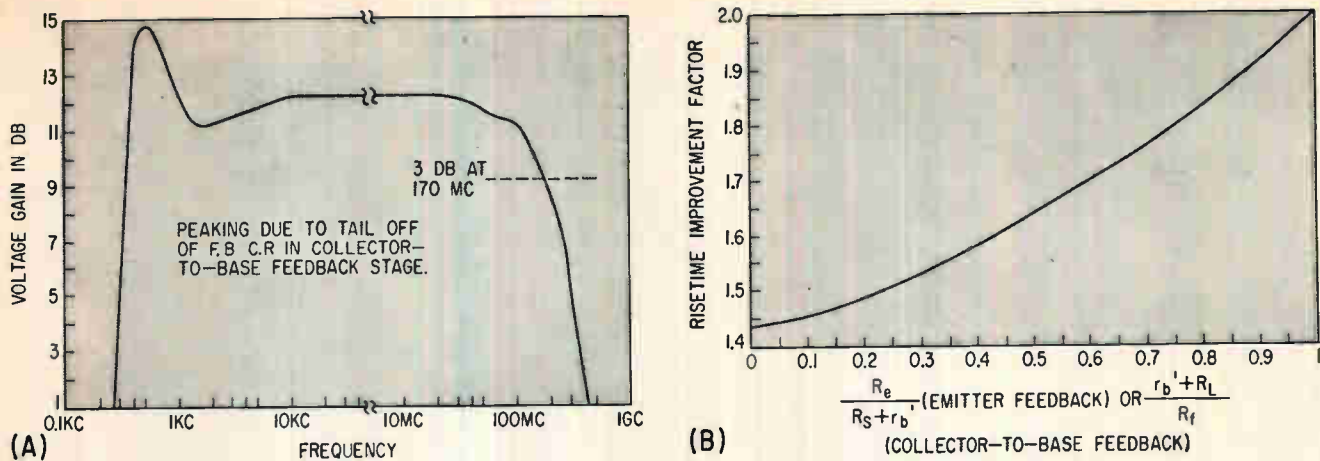 15
13
11
9
7
5
3
1
VOLTAGE GAIN IN DB
3 DB AT
170 MC
PEAKING DUE TO TAIL OFF
OF F.B C.R IN COLLECTOR–
TO–BASE FEEDBACK STAGE.
0.1KC 1KC 10KC 10MC 100MC 1GC
FREQUENCY
(A)
2.0
1.9
1.8
1.7
1.6
1.5
1.4
RISETIME IMPROVEMENT FACTOR
0 0.1 0.2 0.3 0.4 0.5 0.6 0.7 0.8 0.9 1
Re/RS+rb' (EMITTER FEEDBACK) OR rb'+RL/Rf
(COLLECTOR–TO–BASE FEEDBACK)
(B)